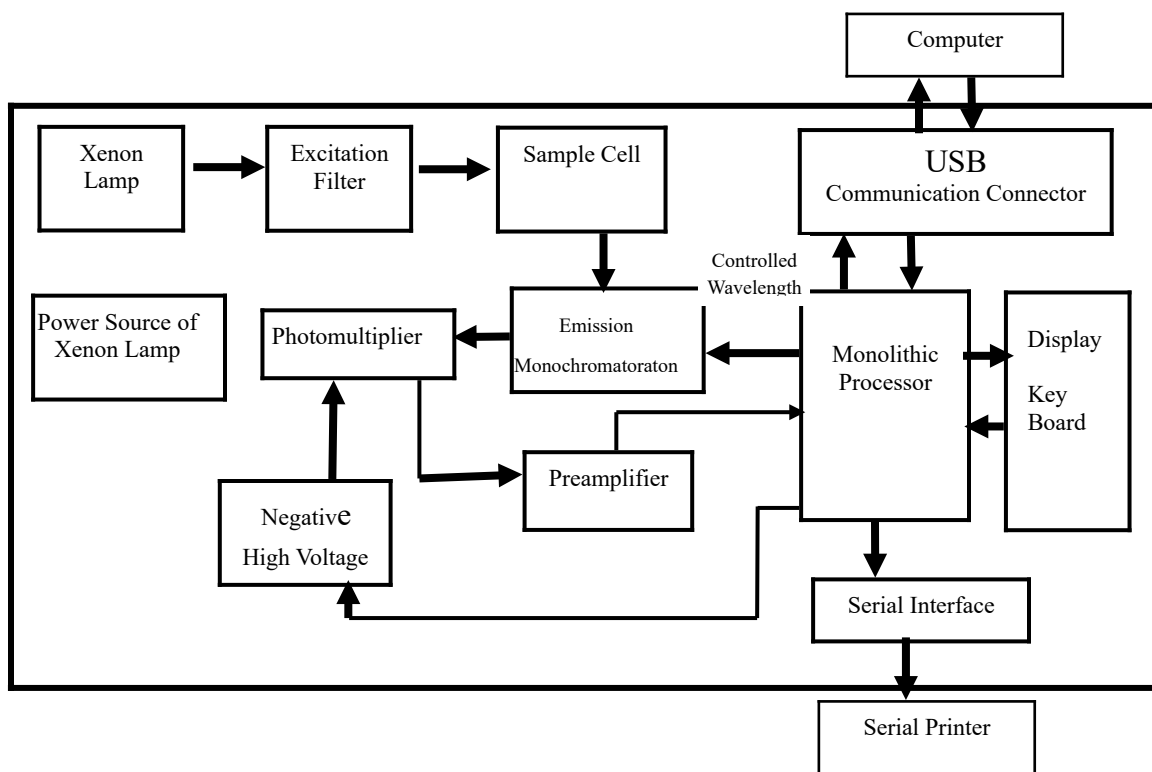 Computer
Xenon
Lamp
Excitation
Filter
Sample Cell
USB
Communication Connector
Controlled
Wavelength
Power Source of
Xenon Lamp
Photomultiplier
Emission
Monochromatoraton
Monolithic
Processor
Display
Key
Board
Preamplifier
Negative
High Voltage
Serial Interface
Serial Printer